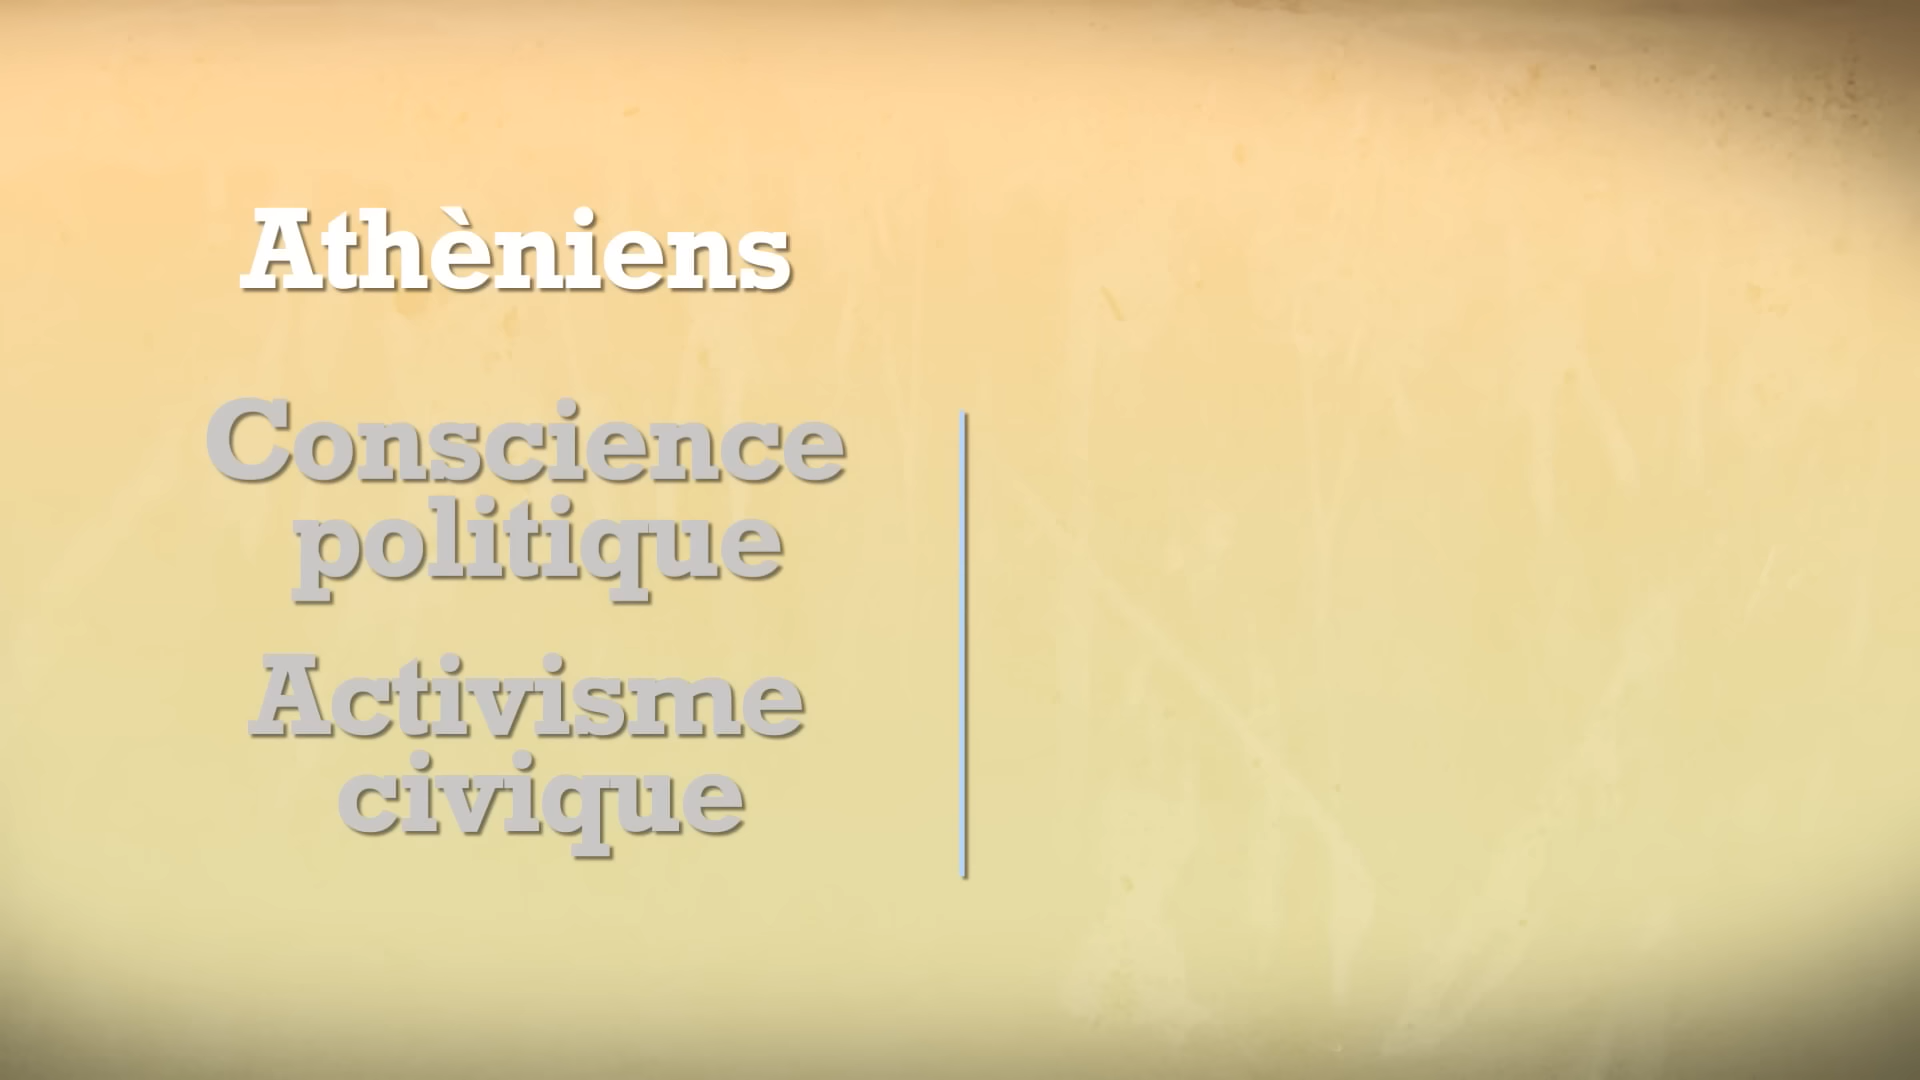 Athèniens
Conscience
politique
Activisme
civique